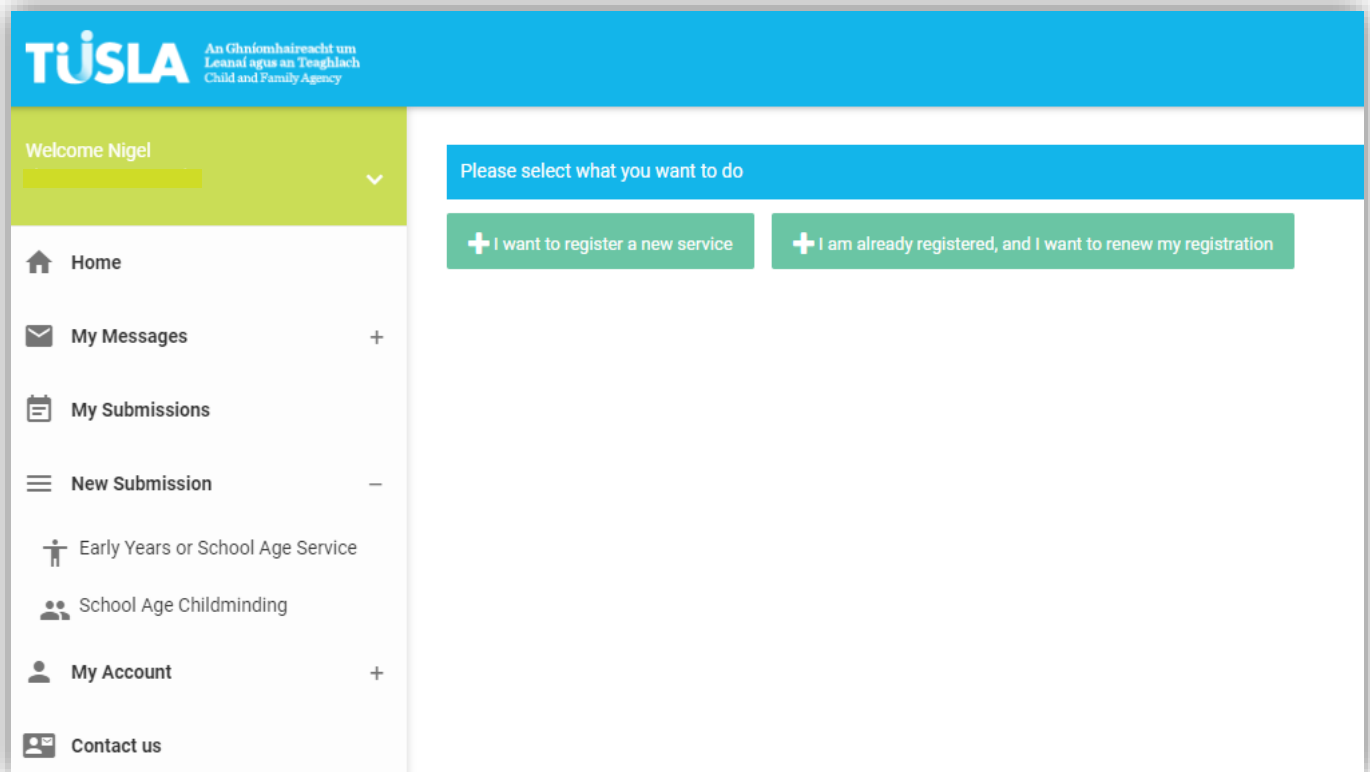 TUSLA
An Ghníomhaireacht um
Leanaí agus an Teaghlach
Child and Family Agency
Welcome Nigel
Please select what you want to do
I want to register a new service
I am already registered, and I want to renew my registration
Home
My Messages
My Submissions
New Submission
Early Years or School Age Service
School Age Childminding
My Account
Contact us